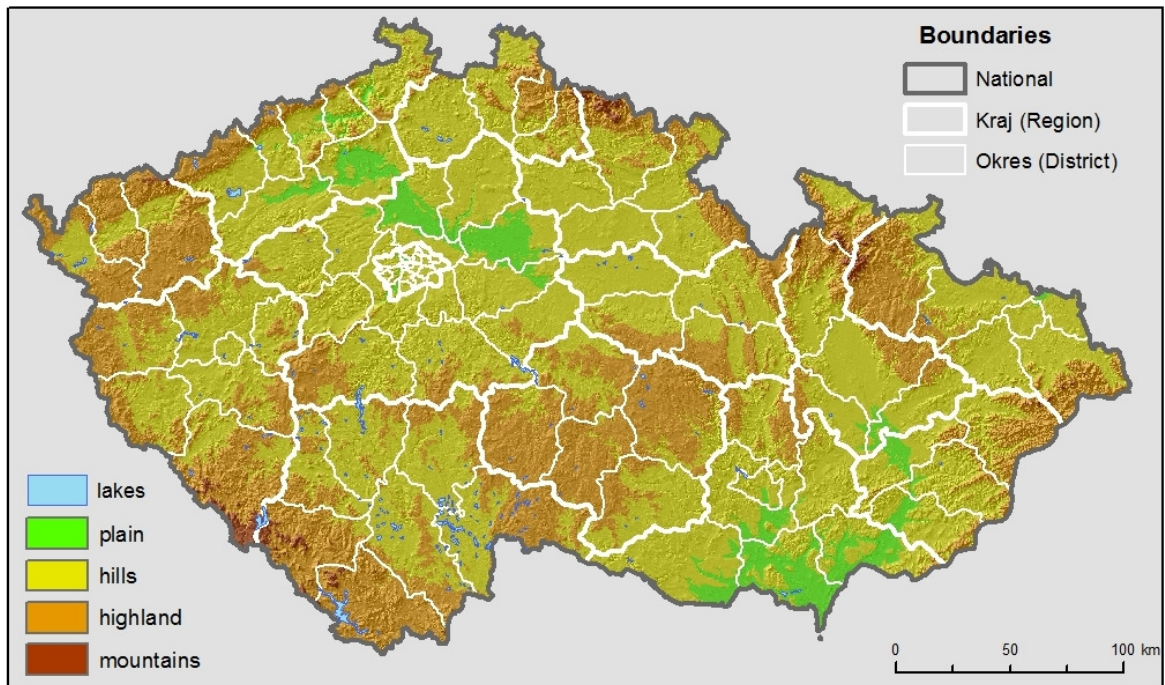 Boundaries
National
Kraj (Region)
Okres (District)
lakes
plain
hills
highland
mountains
0 50 100 km